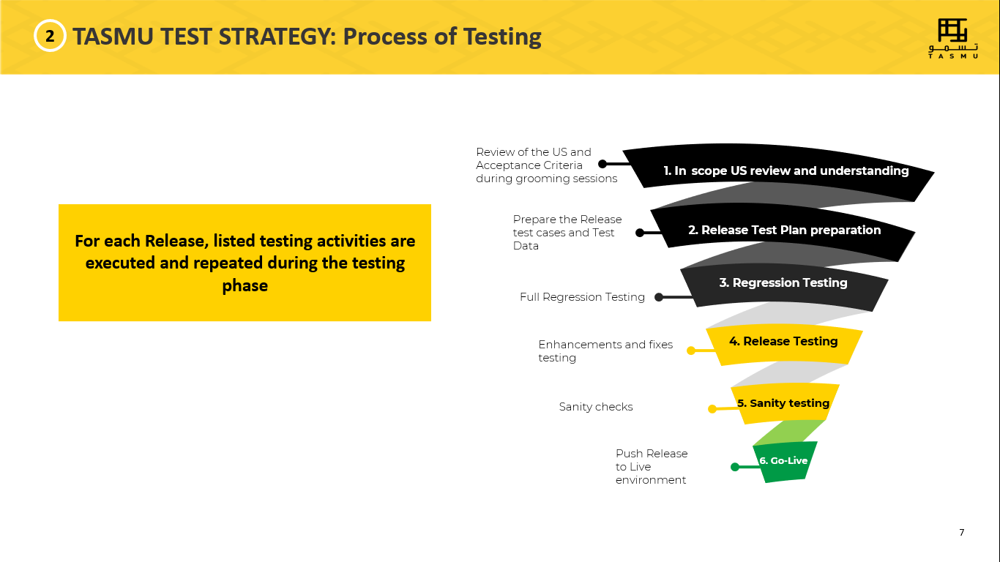 2
TASMU TEST STRATEGY: Process of Testing
تسمو
TASMU
For each Release, listed testing activities are
executed and repeated during the testing
phase
Review of the US and
Acceptance Criteria
during grooming sessions
1. In scope US review and understanding
Prepare the Release
test cases and Test
Data
2. Release Test Plan preparation
Full Regression Testing
3. Regression Testing
Enhancements and fixes
testing
4. Release Testing
Sanity checks
5. Sanity testing
Push Release
to Live
environment
6. Go-Live
7